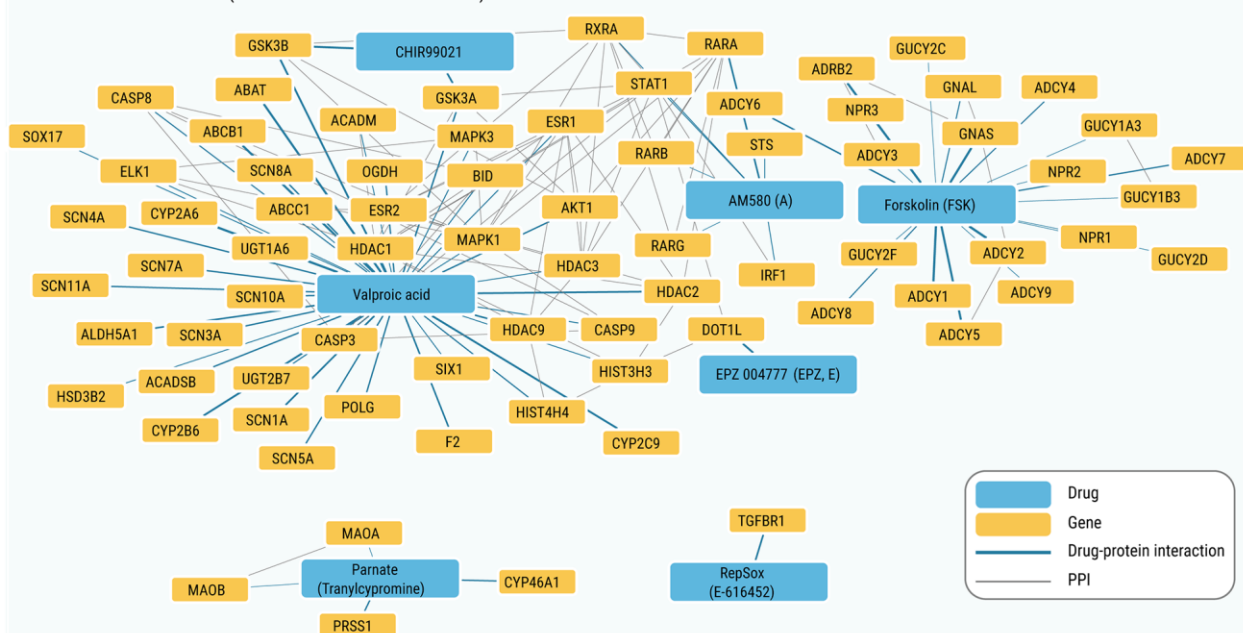 RXRA
GSK3B
CHIR99021
RARA
GUCY2C
ADRB2
STAT1
ABAT
GSK3A
CASP8
GNAL
ADCY4
ADCY6
NPR3
ACADM
ESR1
ABCB1
MAPK3
GNAS
GUCY1A3
SOX17
STS
RARB
ADCY3
ADCY7
ELK1
SCN8A
OGDH
BID
NPR2
AM580 (A)
Forskolin (FSK)
GUCY1B3
SCN4A
CYP2A6
ABCC1
ESR2
AKT1
NPR1
UGT1A6
HDAC1
MAPK1
RARG
GUCY2F
ADCY2
GUCY2D
SCN7A
HDAC3
IRF1
SCN11A
SCN10A
Valproic acid
HDAC2
ADCY1
ADCY9
ADCY8
ALDH5A1
SCN3A
CASP3
HDAC9
CASP9
DOT1L
ADCY5
HSD3B2
ACADSB
UGT2B7
SIX1
HIST3H3
EPZ 004777 (EPZ, E)
CYP2B6
SCN1A
POLG
HIST4H4
SCN5A
F2
CYP2C9
Drug
Gene
Drug-protein interaction
PPI
MAOA
TGFBR1
MAOB
Parnate
(Tranylcypromine)
CYP46A1
RepSox
(E-616452)
PRSS1